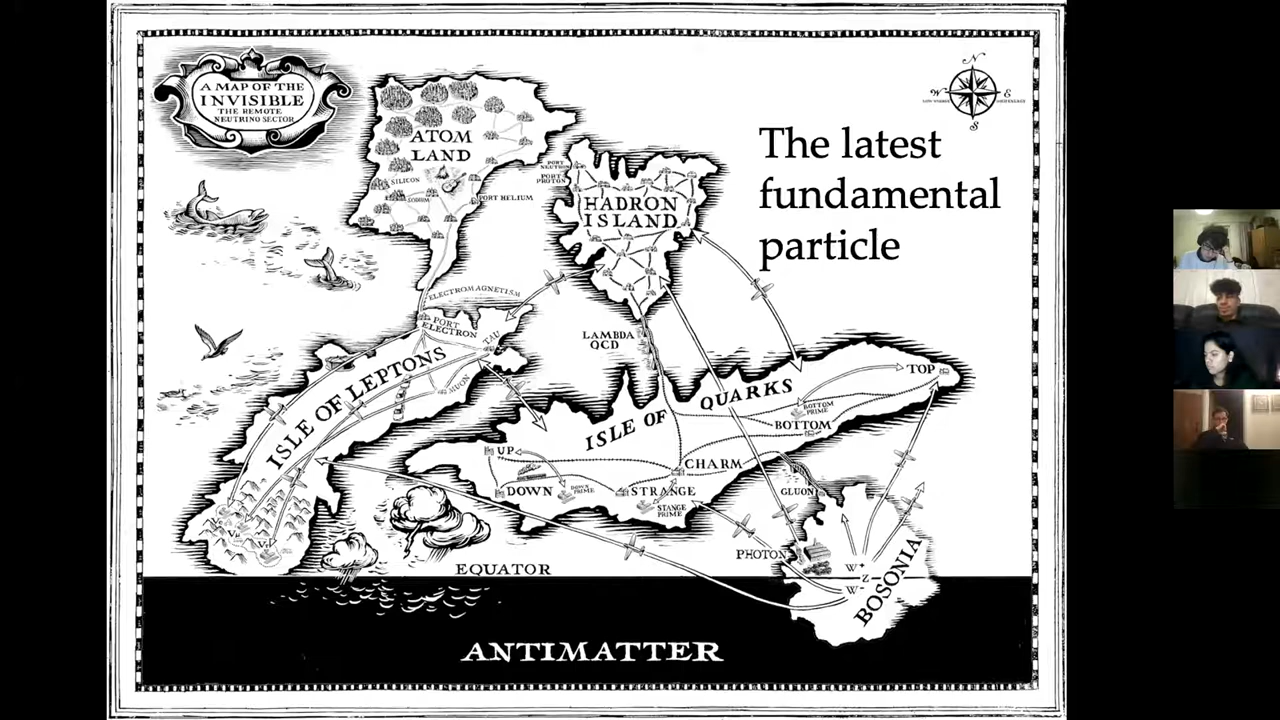 A MAP OF THE
INVISIBLE
THE REMOTE
NEUTRINO SECTOR
N
W
E
S
The latest
fundamental
particle
ATOM
LAND
SILICON
PORT HELIUM
PORT
NEUTRON
PORT
PROTON
HADRON
ISLAND
ELECTROMAGNETISM
PORT
ELECTRON
TAU
MUON
ISLE OF LEPTONS
LAMBDA
QCD
ISLE OF QUARKS
TOP
BOTTOM
PRIME
BOTTOM
UP
CHARM
DOWN
DOWN
PRIME
STRANGE
STANGE
PRIME
GLUON
PHOTON
W+
Z
W-
BOSONIA
EQUATOR
ANTIMATTER